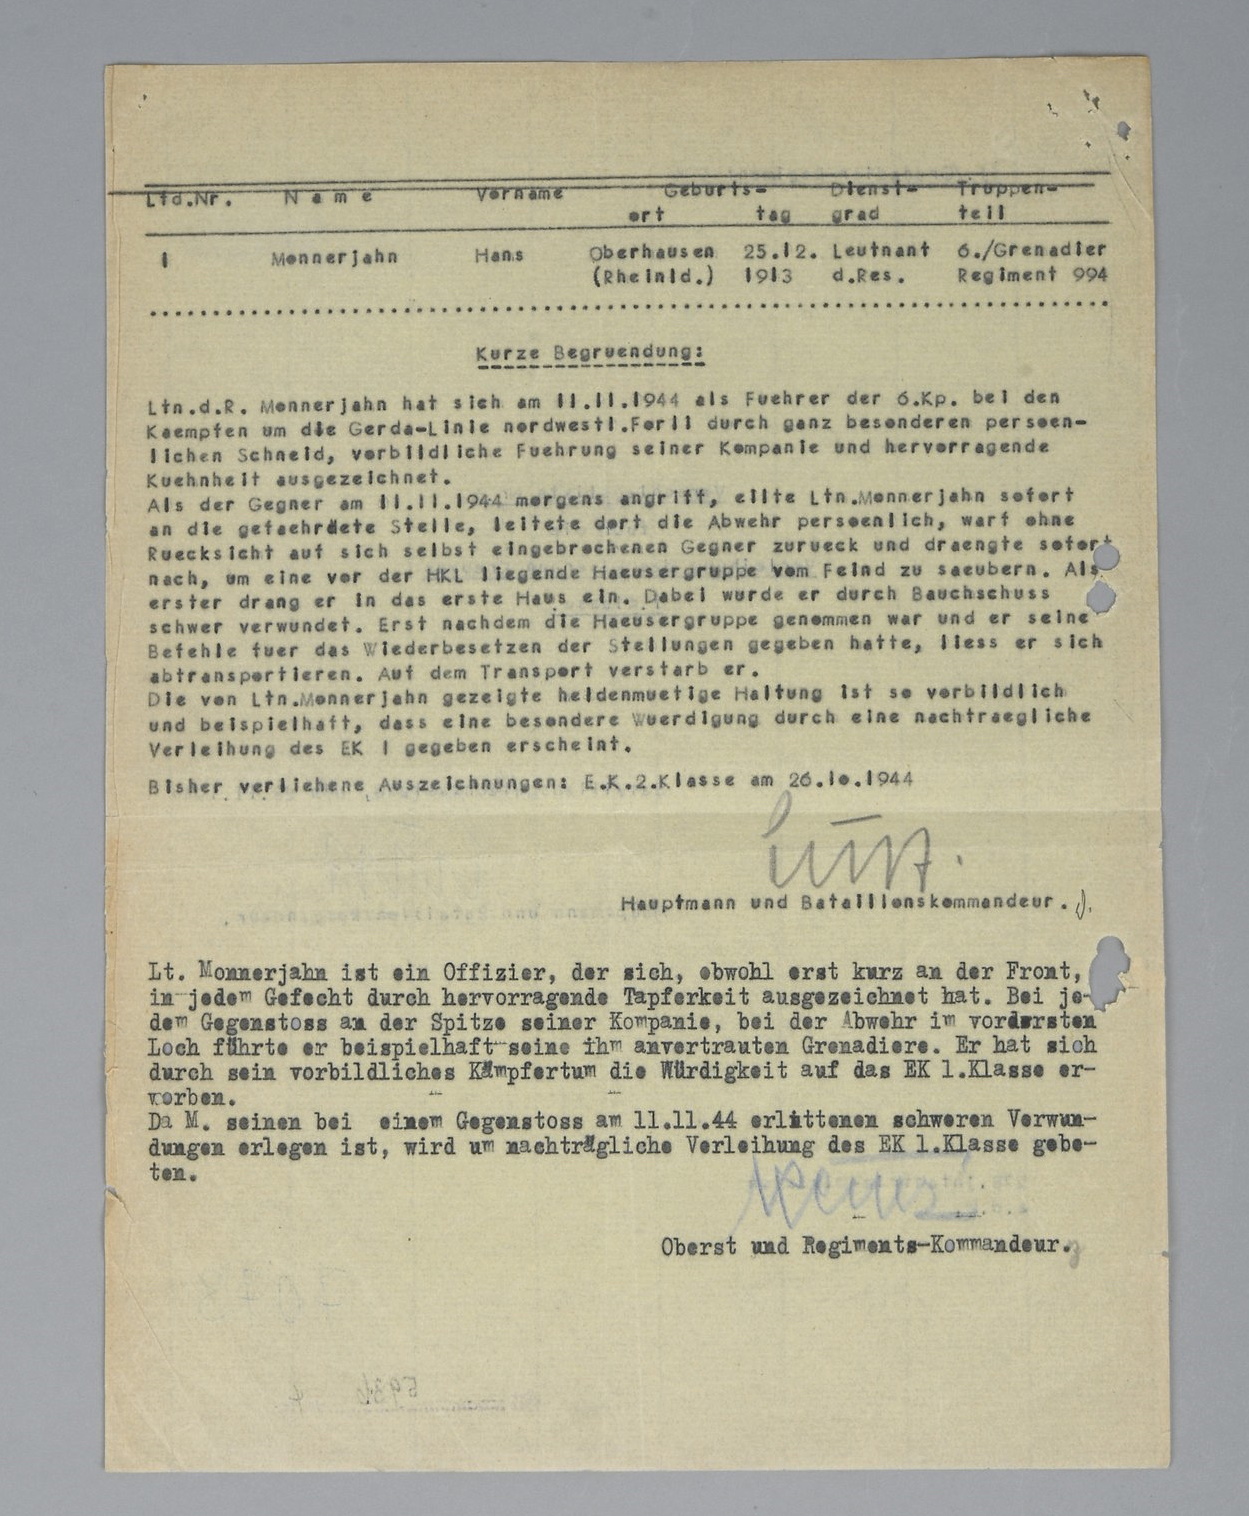 Lfd.Nr. Name Vorname Geburts- Dienst- Truppen-
ort tag grad teil
1 Monnerjahn Hans Oberhausen 25.12. Leutnant 6./Grenadier
(Rheinld.) 1913 d.Res. Regiment 994
Kurze Begruendung:
Ltn.d.R. Monnerjahn hat sich am 11.11.1944 als Fuehrer der 6.Kp. bei den
Kaempfen um die Gerda-Linie nordwestl.Forli durch ganz besonderen persoen-
lichen Schneid, vorbildliche Fuehrung seiner Kompanie und hervorragende
Kuehnheit ausgezeichnet.
Als der Gegner am 11.11.1944 morgens angriff, eilte Ltn.Monnerjahn sofort
an die gefaehrdete Stelle, leitete dort die Abwehr persoenlich, warf ohne
Ruecksicht auf sich selbst eingebrochenen Gegner zurueck und draengte sofort
nach, um eine vor der HKL liegende Haeusergruppe vom Feind zu saeubern. Als
erster drang er in das erste Haus ein. Dabei wurde er durch Bauchschuss
schwer verwundet. Erst nachdem die Haeusergruppe genommen war und er seine
Befehle fuer das Wiederbesetzen der Stellungen gegeben hatte, liess er sich
abtransportieren. Auf dem Transport verstarb er.
Die von Ltn.Monnerjahn gezeigte heldenmuetige Haltung ist so vorbildlich
und beispielhaft, dass eine besondere Wuerdigung durch eine nachtraegliche
Verleihung des EK I gegeben erscheint.
Bisher verliehene Auszeichnungen: E.K.2.Klasse am 26.1o.1944
Hauptmann und Bataillonskommandeur.
Lt. Monnerjahn ist ein Offizier, der sich, obwohl erst kurz an der Front,
in jedem Gefecht durch hervorragende Tapferkeit ausgezeichnet hat. Bei je-
dem Gegenstoss an der Spitze seiner Kompanie, bei der Abwehr im vordersten
Loch führte er beispielhaft seine ihm anvertrauten Grenadiere. Er hat sich
durch sein vorbildliches Kämpfertum die Würdigkeit auf das EK 1.Klasse er-
worben.
Da M. seinen bei einem Gegenstoss am 11.11.44 erlittenen schweren Verwun-
dungen erlegen ist, wird um nachträgliche Verleihung des EK 1.Klasse gebe-
ten.
Oberst und Regiments-Kommandeur.